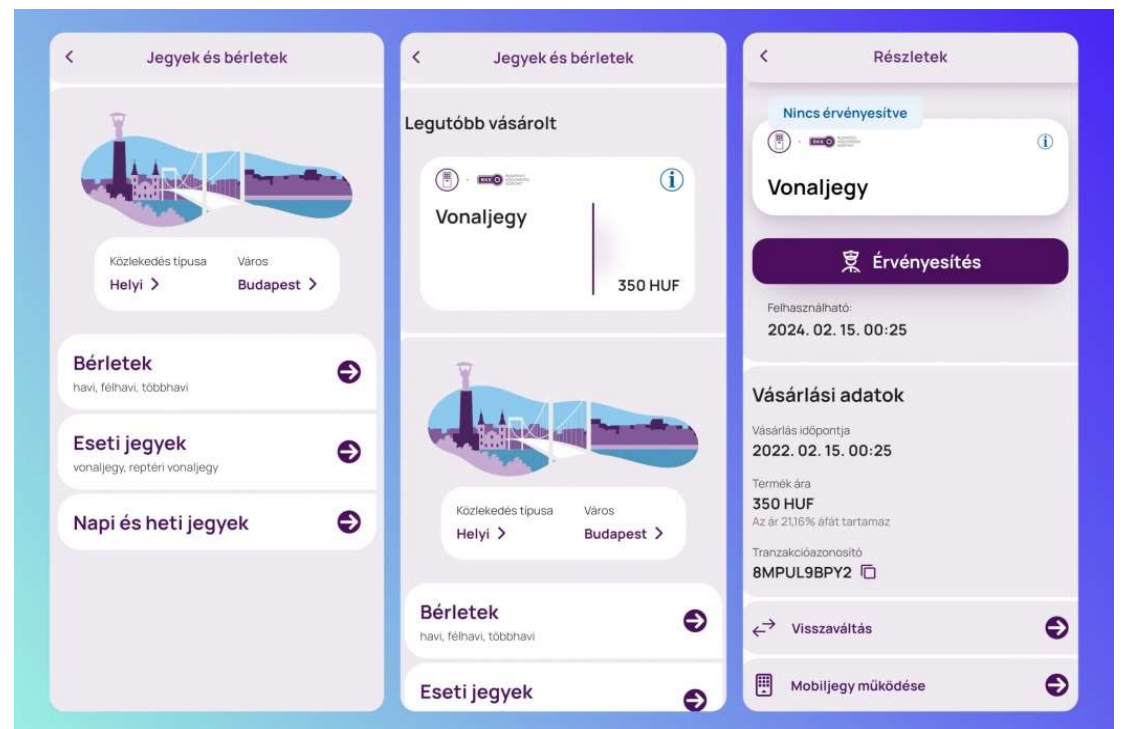 Jegyek és bérletek
Közlekedés típusa
Város
Helyi
Budapest
Bérletek
havi, félhavi, többhavi
Eseti jegyek
vonaljegy, reptéri vonaljegy
Napi és heti jegyek
Jegyek és bérletek
Legutóbb vásárolt
BKK
Vonaljegy
350 HUF
Közlekedés típusa
Város
Helyi
Budapest
Bérletek
havi, félhavi, többhavi
Eseti jegyek
Részletek
Nincs érvényesítve
BKK
Vonaljegy
Érvényesítés
Felhasználható:
2024. 02. 15. 00:25
Vásárlási adatok
Vásárlás időpontja
2022. 02. 15. 00:25
Termék ára
350 HUF
Az ár 21,16% áfát tartamaz
Tranzakcióazonosító
8MPUL9BPY2
Visszaváltás
Mobiljegy működése